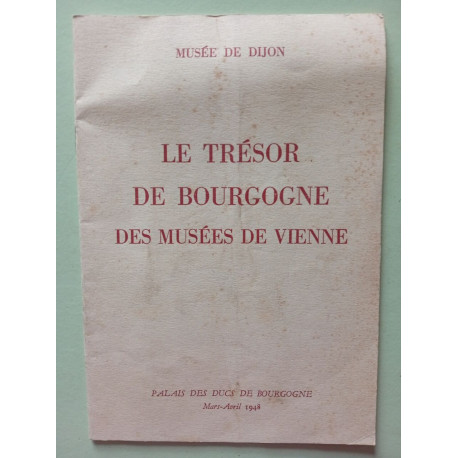 MUSÉE DE DIJON
LE TRÉSOR
DE BOURGOGNE
DES MUSÉES DE VIENNE
PALAIS DES DUCS DE BOURGOGNE
Mars-Avril 1948